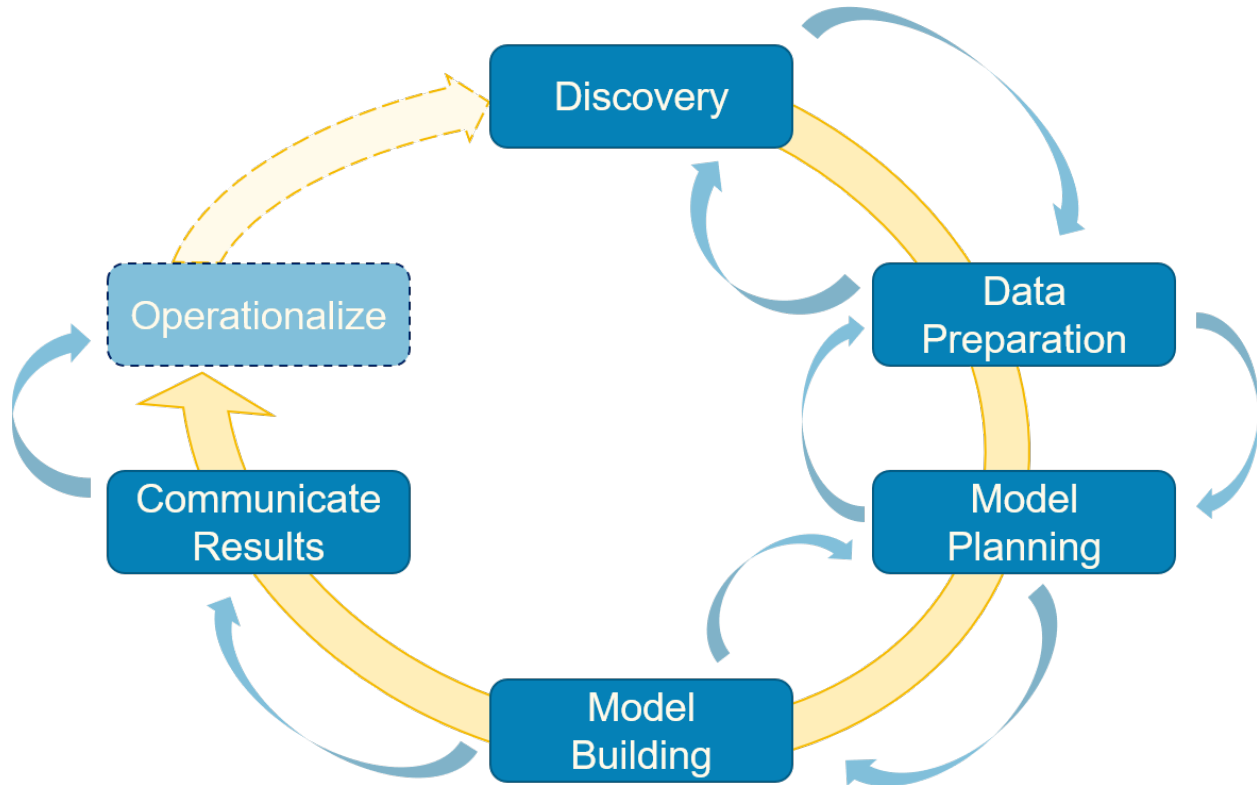 Discovery
Data
Preparation
Model
Planning
Model
Building
Communicate
Results
Operationalize